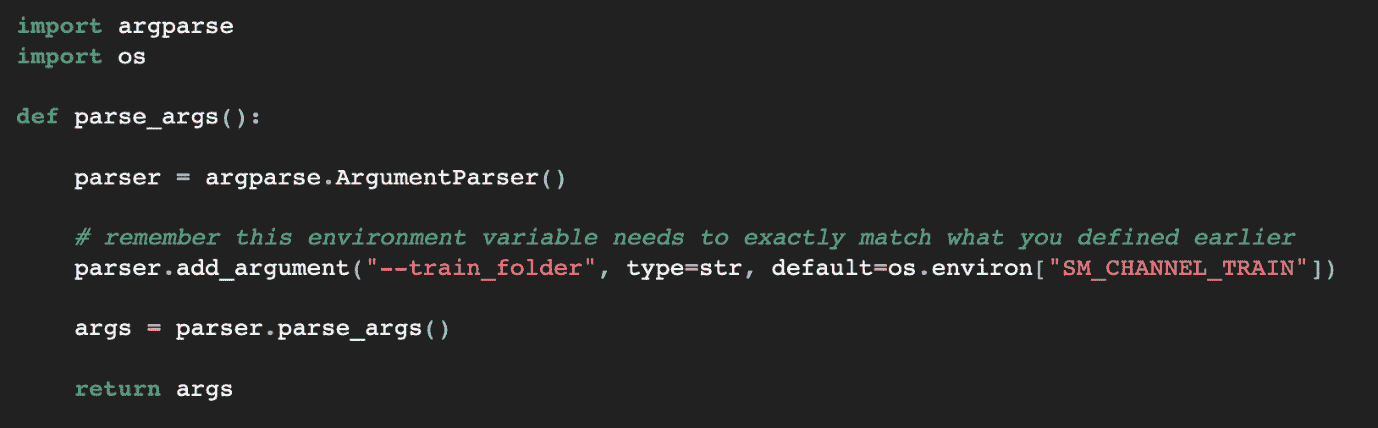 import argparse
import os
def parse_args():
parser = argparse.ArgumentParser()
# remember this environment variable needs to exactly match what you defined earlier
parser.add_argument("--train_folder", type=str, default=os.environ["SM_CHANNEL_TRAIN"])
args = parser.parse_args()
return args